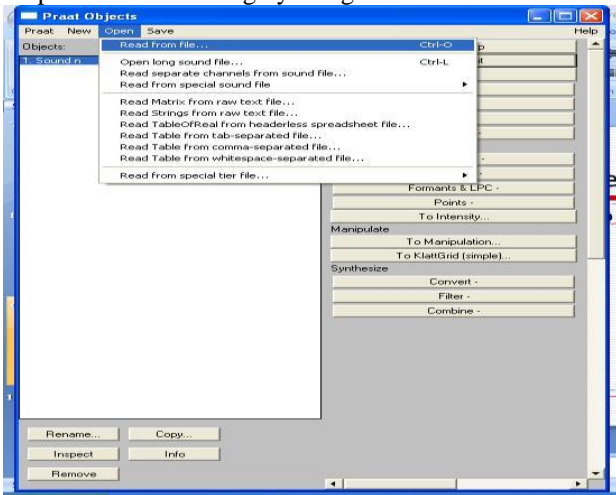 Praat Objects
Praat New Open Save Help
Objects:
1. Sound n
Read from file... Ctrl-O
Open long sound file... Ctrl-L
Read separate channels from sound file...
Read from special sound file
Read Matrix from raw text file...
Read Strings from raw text file...
Read TableOfReal from headerless spreadsheet file...
Read Table from tab-separated file...
Read Table from comma-separated file...
Read Table from whitespace-separated file...
Read from special tier file...
Formants & LPC -
Points -
To Intensity...
Manipulate
To Manipulation...
To KlattGrid (simple)...
Synthesize
Convert -
Filter -
Combine -
Rename... Copy...
Inspect Info
Remove